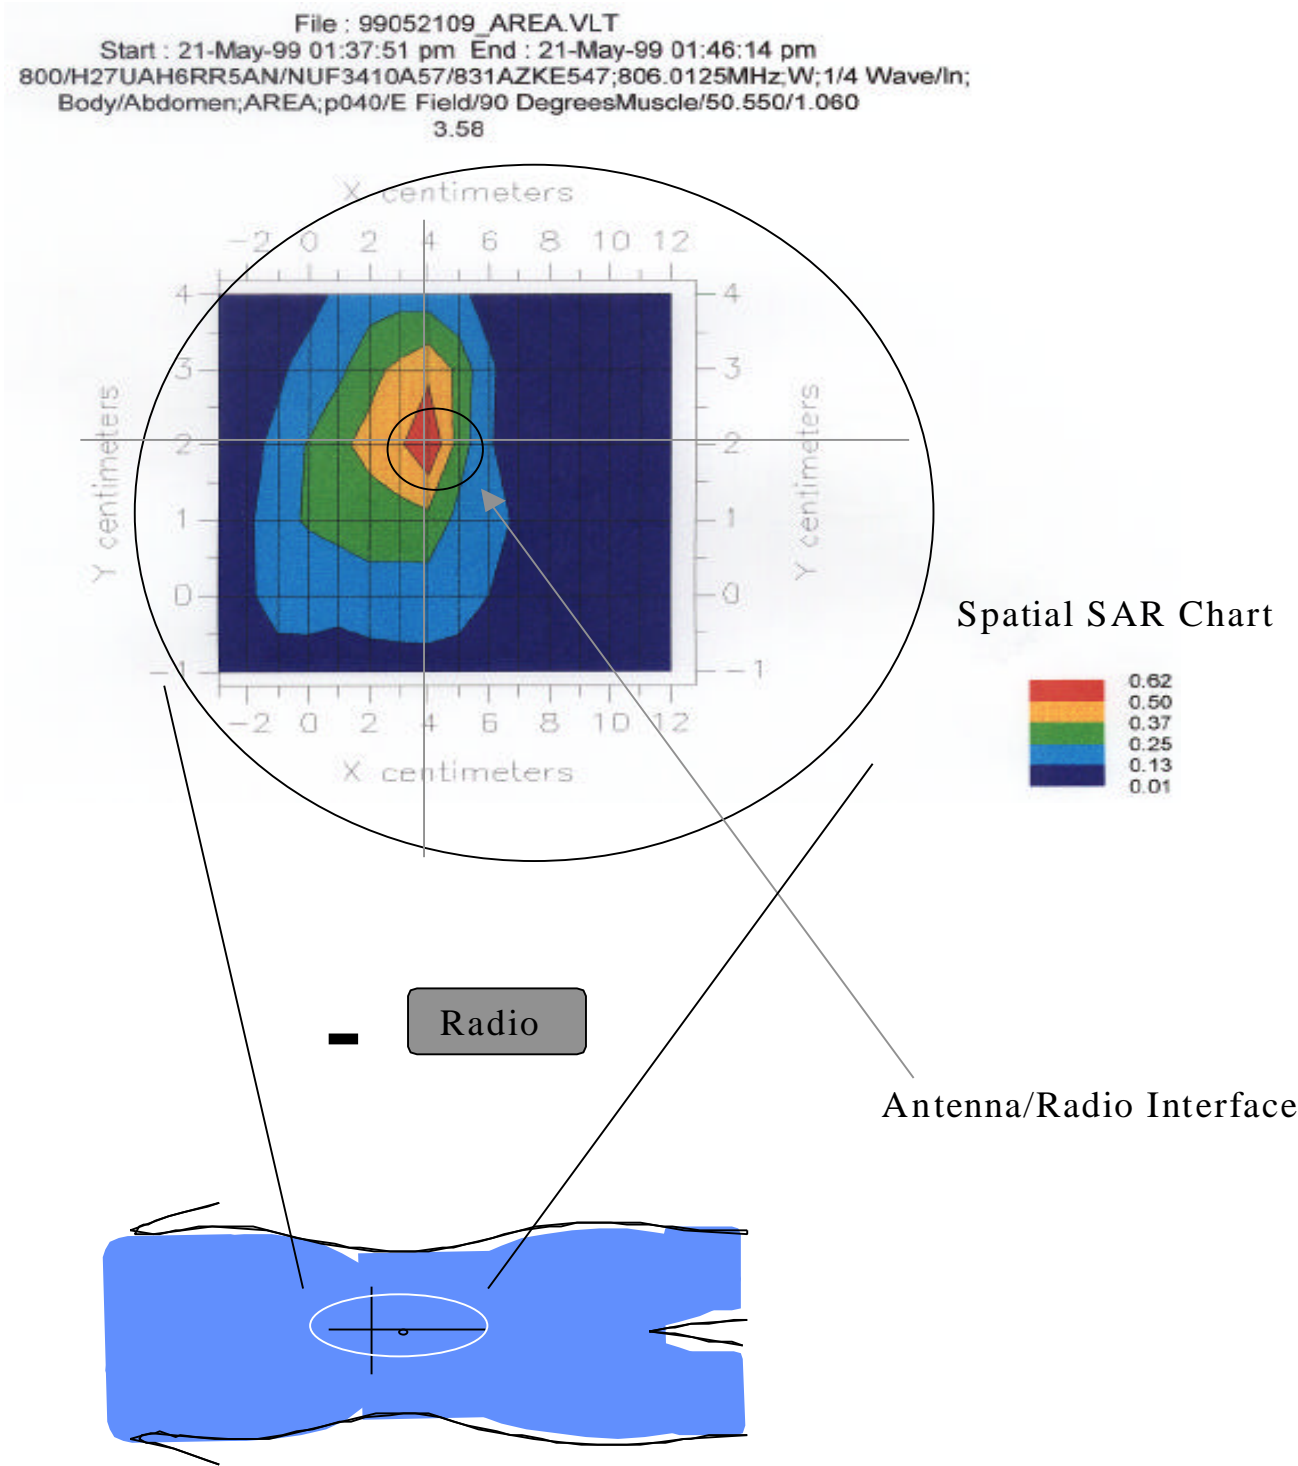 File : 99052109_AREA.VLT
Start : 21-May-99 01:37:51 pm End : 21-May-99 01:46:14 pm
800/H27UAH6RR5AN/NUF3410A57/831AZKE547;806.0125MHz;W;1/4 Wave/In;
Body/Abdomen;AREA;p040/E Field/90 DegreesMuscle/50.550/1.060
3.58
X centimeters
-2 0 2 4 6 8 10 12
4 4
3 3
Y centimeters
2 2
Y centimeters
1 1
0 0
-1 -1
-2 0 2 4 6 8 10 12
X centimeters
Spatial SAR Chart
0.62
0.50
0.37
0.25
0.13
0.01
Radio
Antenna/Radio Interface